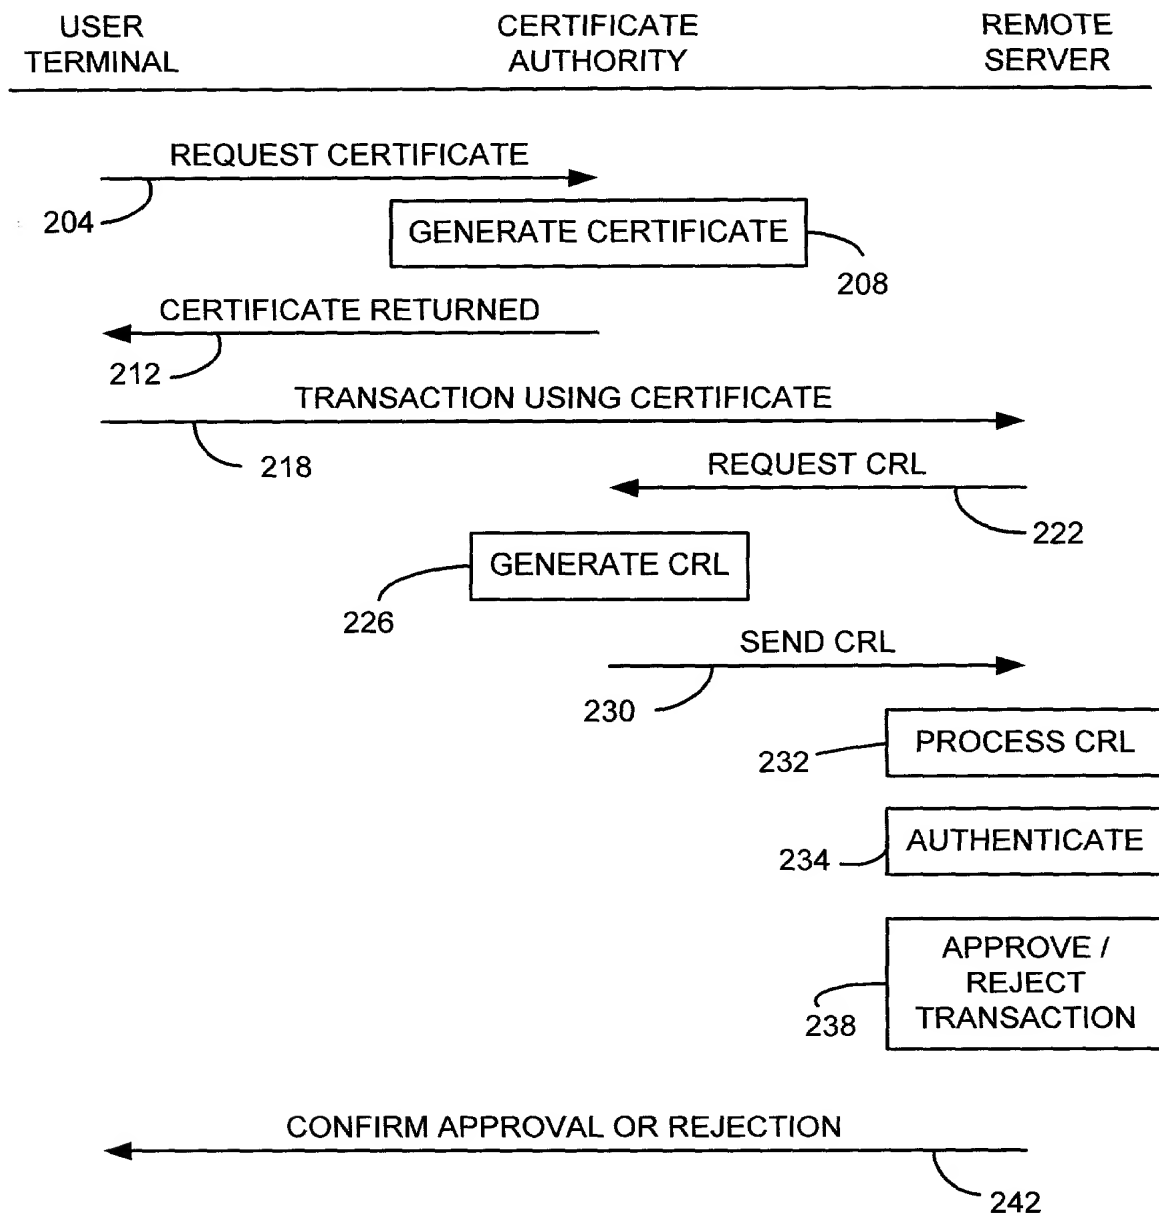 USER
TERMINAL
CERTIFICATE
AUTHORITY
REMOTE
SERVER
REQUEST CERTIFICATE
204
GENERATE CERTIFICATE
208
CERTIFICATE RETURNED
212
TRANSACTION USING CERTIFICATE
218
REQUEST CRL
222
GENERATE CRL
226
SEND CRL
230
PROCESS CRL
232
AUTHENTICATE
234
APPROVE /
REJECT
TRANSACTION
238
CONFIRM APPROVAL OR REJECTION
242